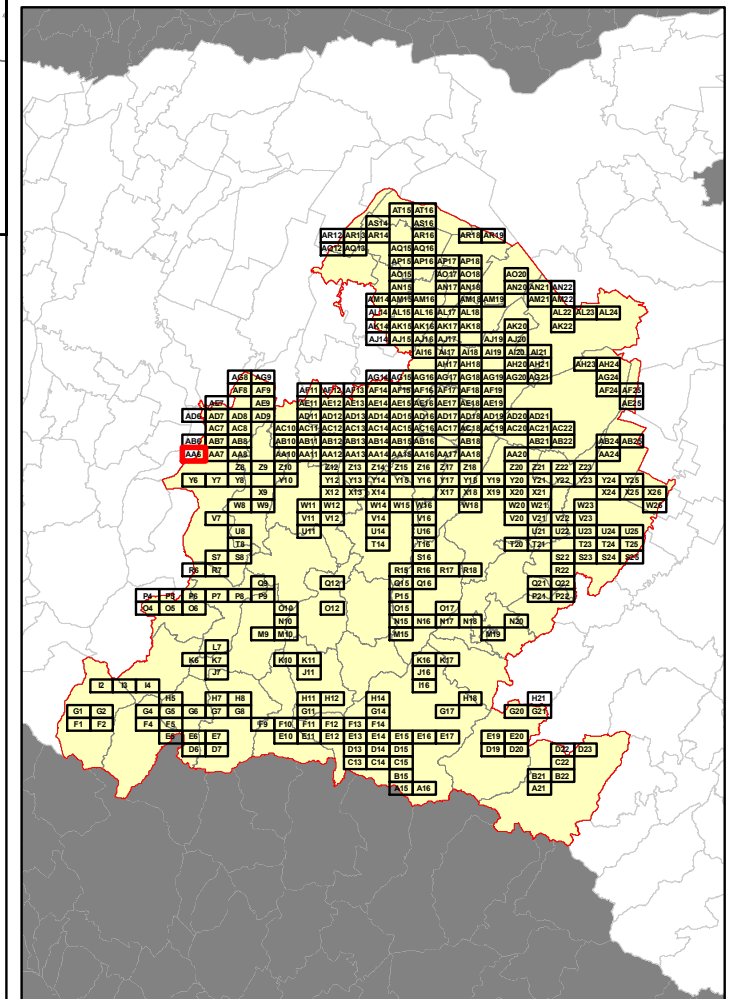 AT15 AT16
AS14 AS16
AR12 AR13 AR14 AR16 AR18 AR19
AQ12 AQ13 AQ15 AQ16
AP15 AP16 AP17 AP18
AO15 AO17 AO18 AO20
AN15 AN17 AN18 AN20 AN21 AN22
AM14 AM15 AM16 AM18 AM19 AM21 AM22
AL14 AL15 AL16 AL17 AL18 AL22 AL23 AL24
AK14 AK15 AK16 AK17 AK18 AK20 AK22
AJ14 AJ15 AJ16 AJ17 AJ19 AJ20
AI16 AI17 AI18 AI19 AI20 AI21
AH17 AH18 AH20 AH21 AH23 AH24
AG8 AG9 AG14 AG15 AG16 AG17 AG18 AG19 AG20 AG21 AG24
AF8 AF9 AF11 AF12 AF13 AF14 AF15 AF16 AF17 AF18 AF19 AF24 AF25
AE7 AE9 AE11 AE12 AE13 AE14 AE15 AE16 AE17 AE18 AE19 AE25
AD6 AD7 AD8 AD9 AD11 AD12 AD13 AD14 AD15 AD16 AD17 AD18 AD19 AD20 AD21
AC7 AC8 AC10 AC11 AC12 AC13 AC14 AC15 AC16 AC17 AC18 AC19 AC20 AC21 AC22
AB6 AB7 AB8 AB10 AB11 AB12 AB13 AB14 AB15 AB16 AB17 AB18 AB21 AB22 AB24 AB25
AA6 AA7 AA8 AA10 AA11 AA12 AA13 AA14 AA15 AA16 AA17 AA18 AA20 AA24
Z8 Z9 Z10 Z12 Z13 Z14 Z15 Z16 Z17 Z18 Z20 Z21 Z22 Z23
Y6 Y7 Y8 Y10 Y12 Y13 Y14 Y15 Y16 Y17 Y18 Y19 Y20 Y21 Y22 Y23 Y24 Y25
X9 X12 X13 X14 X17 X18 X19 X20 X21 X24 X25 X26
W8 W9 W11 W12 W14 W15 W16 W18 W20 W21 W23 W26
V7 V11 V12 V14 V16 V20 V21 V22 V23
U8 U11 U14 U16 U21 U22 U23 U24 U25
T8 T14 T16 T20 T21 T23 T24 T25
S7 S8 S16 S22 S23 S24 S25
R6 R7 R15 R16 R17 R18 R22
Q9 Q12 Q15 Q16 Q21 Q22
P4 P5 P6 P7 P8 P9 P15 P21 P22
O4 O5 O6 O10 O12 O15 O17
N10 N15 N16 N17 N18 N20
M9 M10 M15 M19
L7
K6 K7 K10 K11 K16 K17
J7 J11 J16
I2 I3 I4 I16
H5 H7 H8 H11 H12 H14 H18 H21
G1 G2 G4 G5 G6 G7 G8 G11 G14 G17 G20 G21
F1 F2 F4 F5 F9 F10 F11 F12 F13 F14
E5 E6 E7 E10 E11 E12 E13 E14 E15 E16 E17 E19 E20
D6 D7 D13 D14 D15 D19 D20 D22 D23
C13 C14 C15 C22
B15 B21 B22
A15 A16 A21